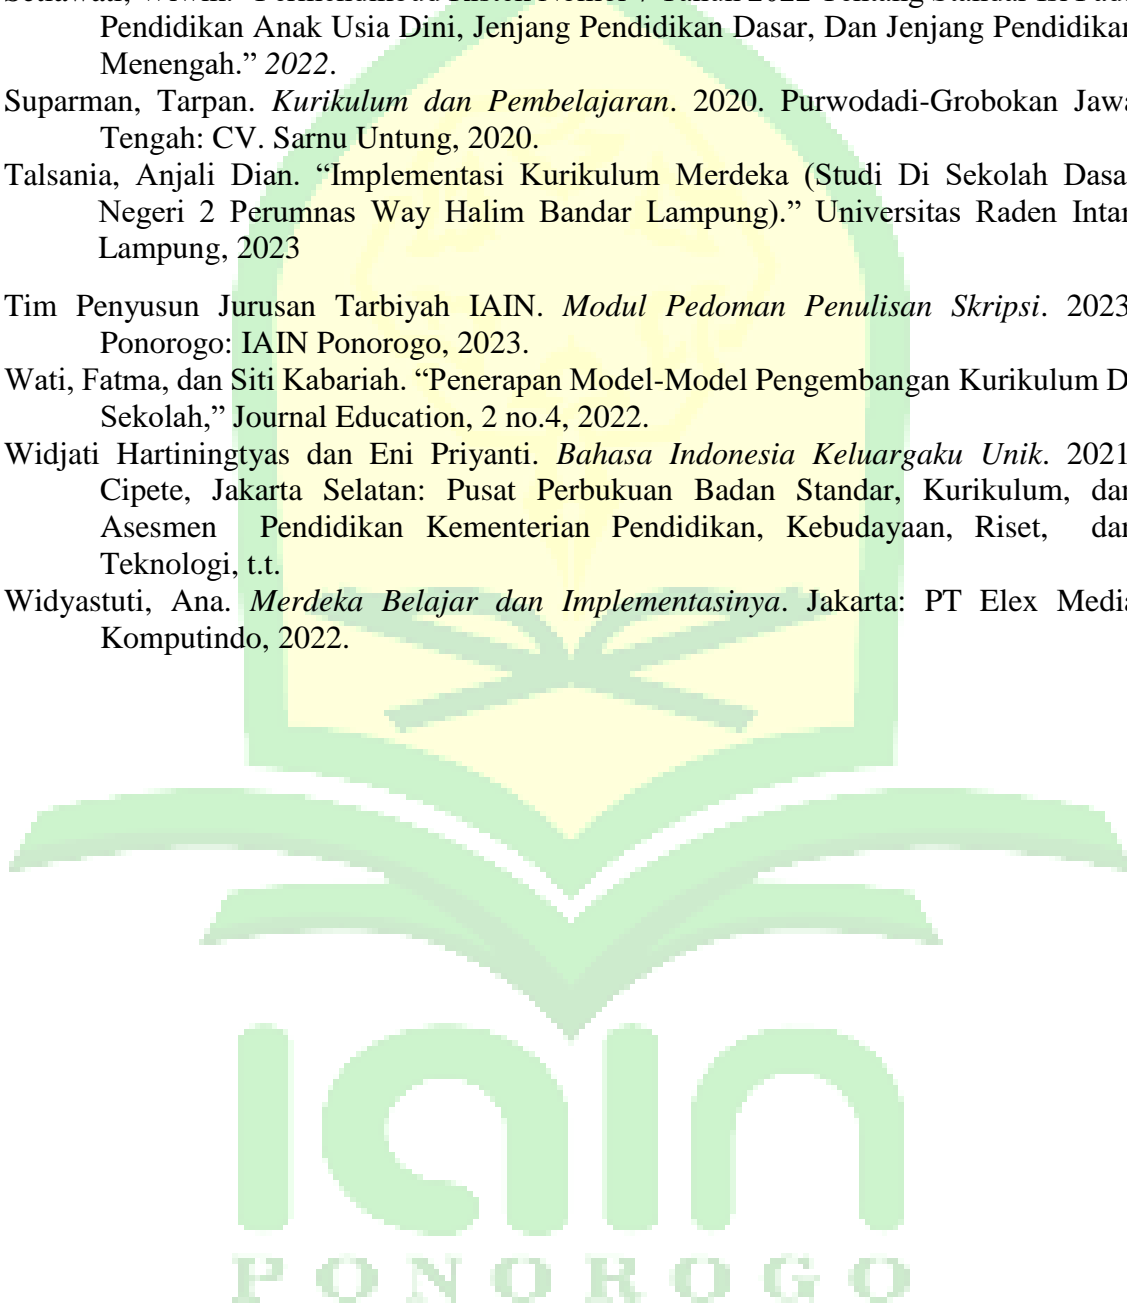 Pendidikan Anak Usia Dini, Jenjang Pendidikan Dasar, Dan Jenjang Pendidikan
Menengah.” 2022.
Suparman, Tarpan. Kurikulum dan Pembelajaran. 2020. Purwodadi-Grobokan Jawa
Tengah: CV. Sarnu Untung, 2020.
Talsania, Anjali Dian. “Implementasi Kurikulum Merdeka (Studi Di Sekolah Dasar
Negeri 2 Perumnas Way Halim Bandar Lampung).” Universitas Raden Intan
Lampung, 2023
Tim Penyusun Jurusan Tarbiyah IAIN. Modul Pedoman Penulisan Skripsi. 2023.
Ponorogo: IAIN Ponorogo, 2023.
Wati, Fatma, dan Siti Kabariah. “Penerapan Model-Model Pengembangan Kurikulum Di
Sekolah,” Journal Education, 2 no.4, 2022.
Widjati Hartiningtyas dan Eni Priyanti. Bahasa Indonesia Keluargaku Unik. 2021.
Cipete, Jakarta Selatan: Pusat Perbukuan Badan Standar, Kurikulum, dan
Asesmen Pendidikan Kementerian Pendidikan, Kebudayaan, Riset, dan
Teknologi, t.t.
Widyastuti, Ana. Merdeka Belajar dan Implementasinya. Jakarta: PT Elex Media
Komputindo, 2022.
iain
PONOROGO